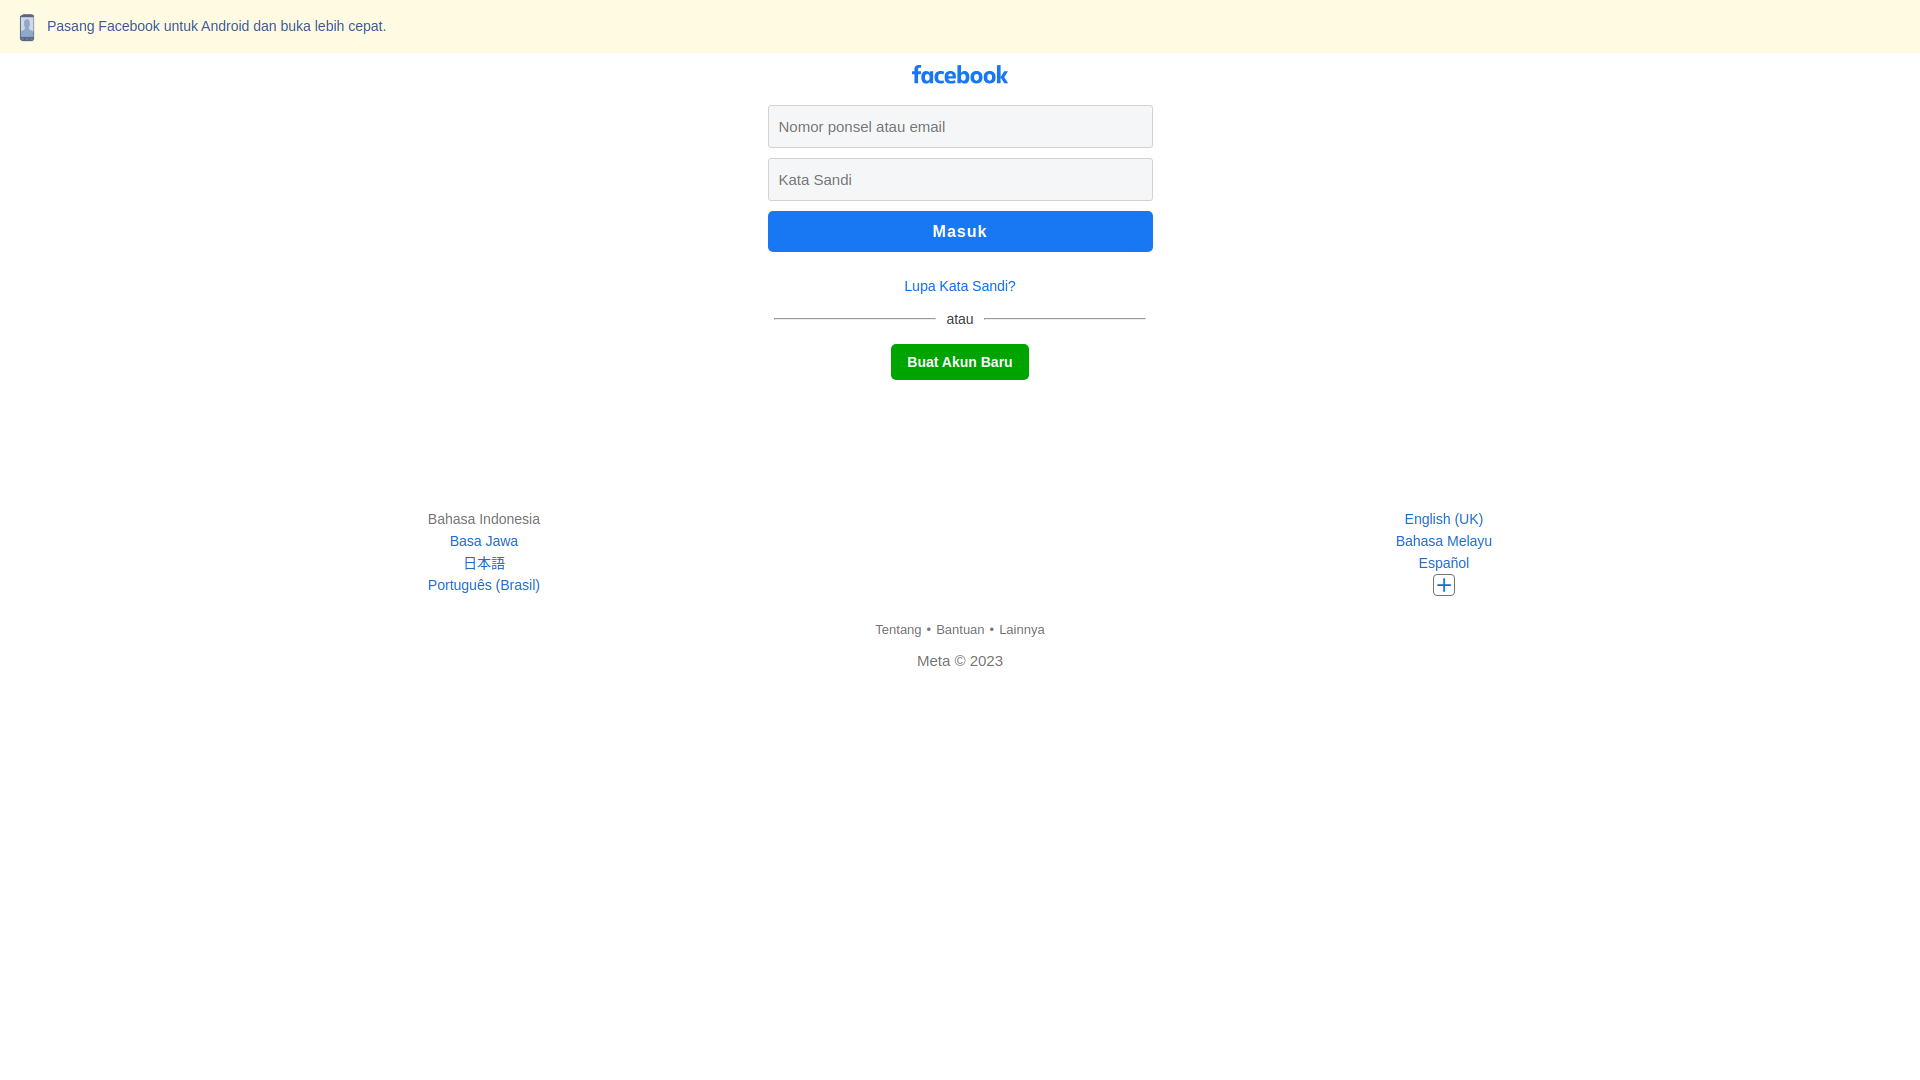 Pasang Facebook untuk Android dan buka lebih cepat.
facebook
Nomor ponsel atau email
Kata Sandi
Masuk
Lupa Kata Sandi?
atau
Buat Akun Baru
Bahasa Indonesia
Basa Jawa
日本語
Português (Brasil)
English (UK)
Bahasa Melayu
Español
Tentang • Bantuan • Lainnya
Meta © 2023